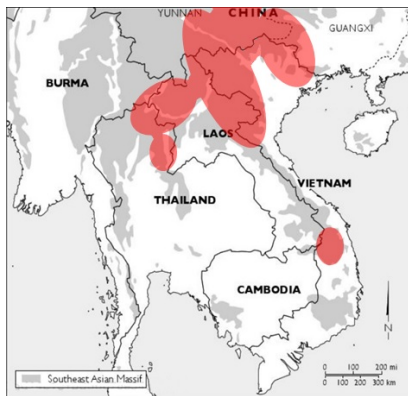 YUNNAN
CHINA
GUANGXI
BURMA
LAOS
VIETNAM
THAILAND
CAMBODIA
N
0 100 200 mi
0 100 200 300 km
Southeast Asian Massif